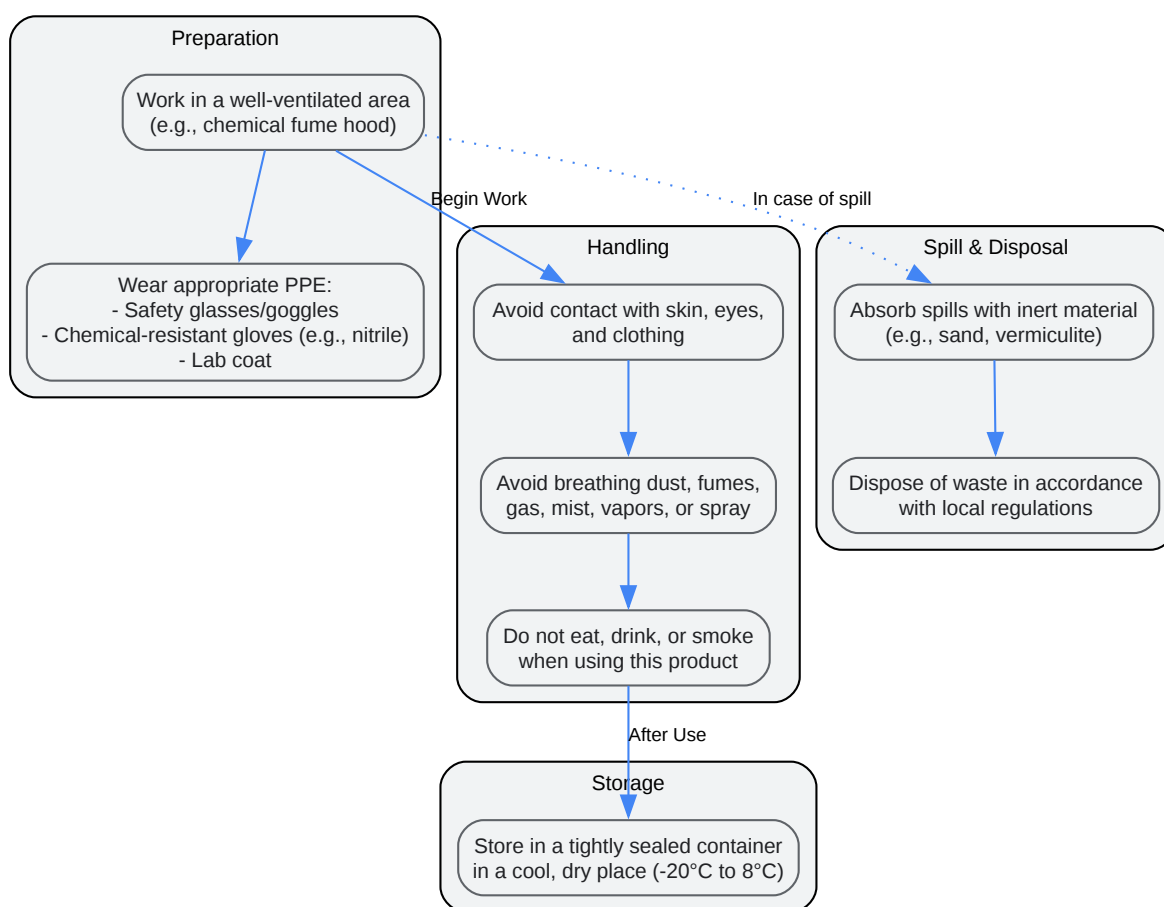 Preparation
Work in a well-ventilated area
(e.g., chemical fume hood)
Wear appropriate PPE:
- Safety glasses/goggles
- Chemical-resistant gloves (e.g., nitrile)
- Lab coat
Begin Work
In case of spill
Handling
Avoid contact with skin, eyes,
and clothing
Avoid breathing dust, fumes,
gas, mist, vapors, or spray
Do not eat, drink, or smoke
when using this product
Spill & Disposal
Absorb spills with inert material
(e.g., sand, vermiculite)
Dispose of waste in accordance
with local regulations
After Use
Storage
Store in a tightly sealed container
in a cool, dry place (-20°C to 8°C)